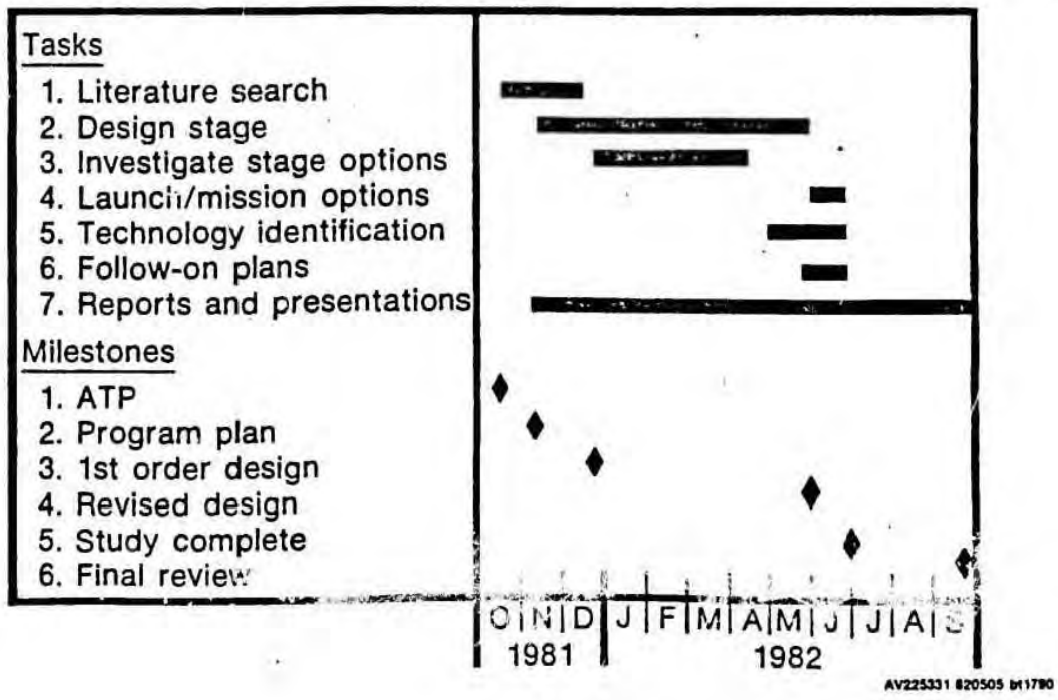 Tasks
1. Literature search
2. Design stage
3. Investigate stage options
4. Launch/mission options
5. Technology identification
6. Follow-on plans
7. Reports and presentations
Milestones
1. ATP
2. Program plan
3. 1st order design
4. Revised design
5. Study complete
6. Final review
O N D J F M A M J J A S
1981 1982
AV225331 820505 bt1790